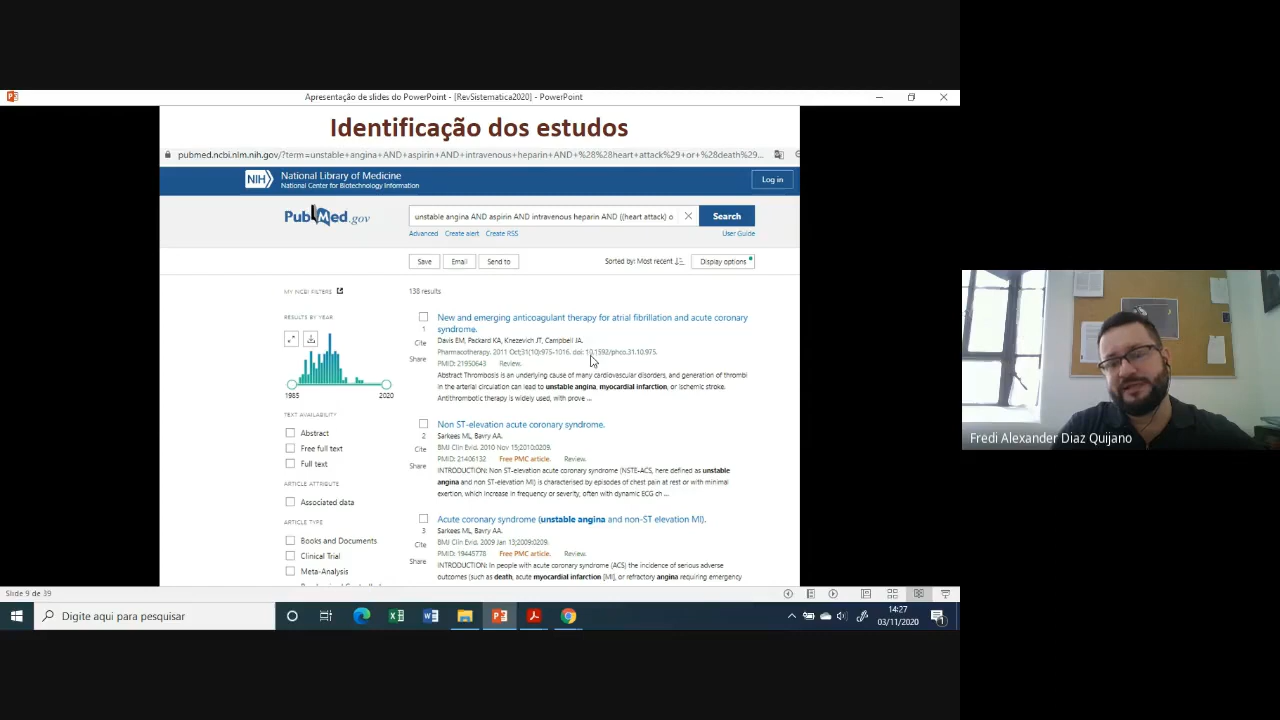 Apresentação de slides do PowerPoint - [RevSistematica2020] - PowerPoint
Identificação dos estudos
pubmed.ncbi.nlm.nih.gov/?term=unstable+angina+AND+aspirin+AND+intravenous+heparin+AND+%28%28heart+attack%29+or+%28death%29...
NIH National Library of Medicine
National Center for Biotechnology Information
Log in
PubMed.gov
unstable angina AND aspirin AND intravenous heparin AND ((heart attack) o
Search
Advanced Create alert Create RSS User Guide
Save Email Send to Sorted by: Most recent Display options
MY NCBI FILTERS
138 results
RESULTS BY YEAR
1985 2020
TEXT AVAILABILITY
Abstract
Free full text
Full text
ARTICLE ATTRIBUTE
Associated data
ARTICLE TYPE
Books and Documents
Clinical Trial
Meta-Analysis
1
Cite
Share
New and emerging anticoagulant therapy for atrial fibrillation and acute coronary
syndrome.
Davis EM, Packard KA, Knezevich JT, Campbell JA.
Pharmacotherapy. 2011 Oct;31(10):975-1016. doi: 10.1592/phco.31.10.975.
PMID: 21950643 Review.
Abstract Thrombosis is an underlying cause of many cardiovascular disorders, and generation of thrombi
in the arterial circulation can lead to unstable angina, myocardial infarction, or ischemic stroke.
Antithrombotic therapy is widely used, with prove ...
2
Cite
Share
Non ST-elevation acute coronary syndrome.
Sarkees ML, Bavry AA.
BMJ Clin Evid. 2010 Nov 15;2010:0209.
PMID: 21406132 Free PMC article. Review.
INTRODUCTION: Non ST-elevation acute coronary syndrome (NSTE-ACS, here defined as unstable
angina and non ST-elevation MI) is characterised by episodes of chest pain at rest or with minimal
exertion, which increase in frequency or severity, often with dynamic ECG ch ...
3
Cite
Share
Acute coronary syndrome (unstable angina and non-ST elevation MI).
Sarkees ML, Bavry AA.
BMJ Clin Evid. 2009 Jan 13;2009:0209.
PMID: 19445778 Free PMC article. Review.
INTRODUCTION: In people with acute coronary syndrome (ACS) the incidence of serious adverse
outcomes (such as death, acute myocardial infarction [MI], or refractory angina requiring emergency
Slide 9 de 39
Digite aqui para pesquisar
14:27
03/11/2020
Fredi Alexander Diaz Quijano